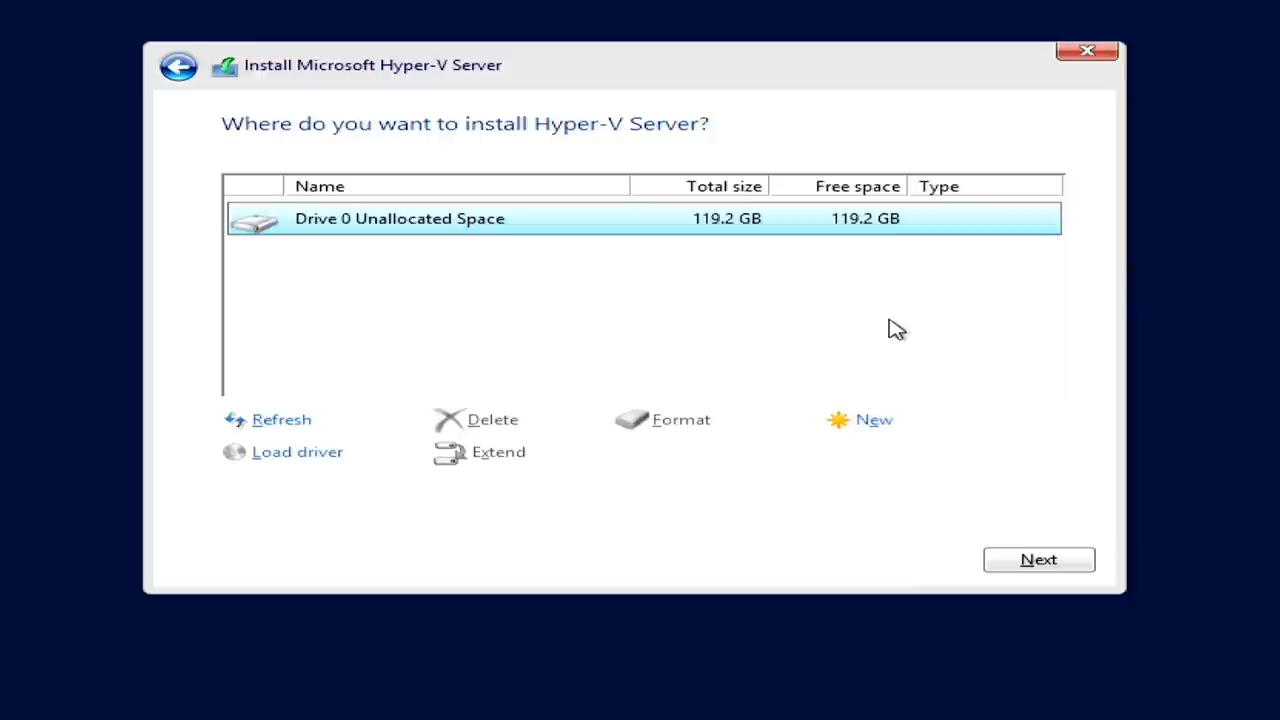 Install Microsoft Hyper-V Server
Where do you want to install Hyper-V Server?
Name Total size Free space Type
Drive 0 Unallocated Space 119.2 GB 119.2 GB
Refresh Delete Format New
Load driver Extend
Next